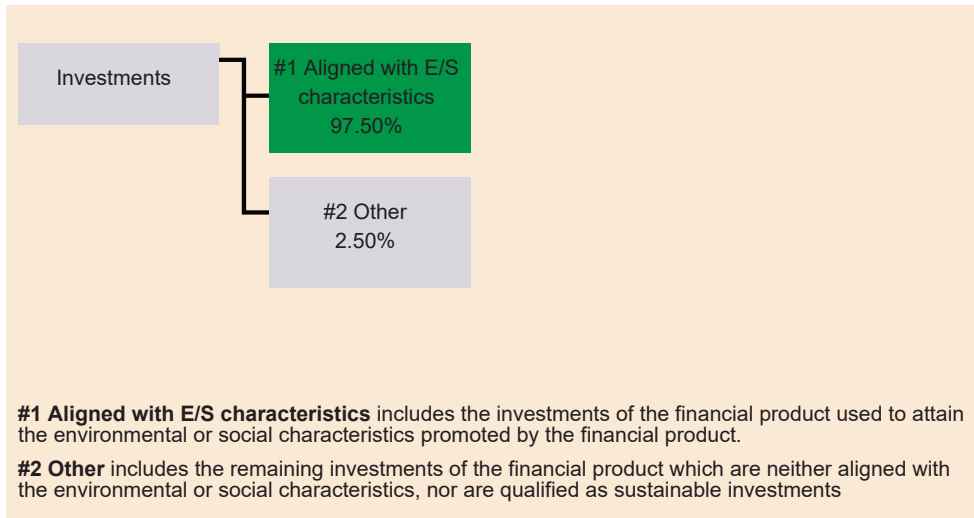 Investments
#1 Aligned with E/S
characteristics
97.50%
#2 Other
2.50%
#1 Aligned with E/S characteristics includes the investments of the financial product used to attain
the environmental or social characteristics promoted by the financial product.
#2 Other includes the remaining investments of the financial product which are neither aligned with
the environmental or social characteristics, nor are qualified as sustainable investments